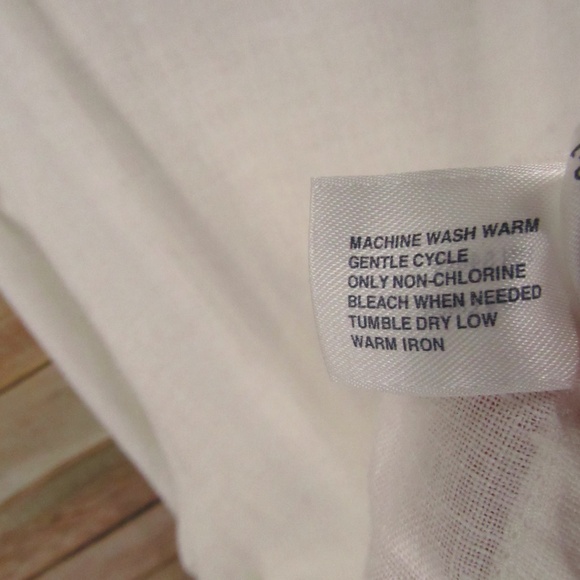 MACHINE WASH WARM
GENTLE CYCLE
ONLY NON-CHLORINE
BLEACH WHEN NEEDED
TUMBLE DRY LOW
WARM IRON